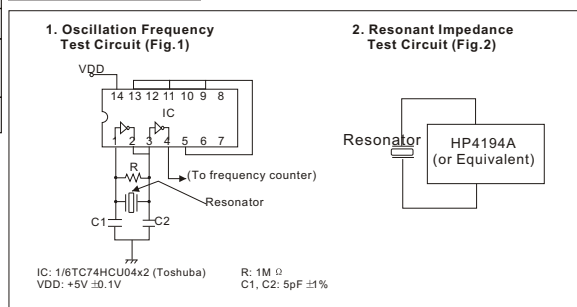 1. Oscillation Frequency
Test Circuit (Fig.1)
VDD
14 13 12 11 10 9 8
IC
1 2 3 4 5 6 7
R
(To frequency counter)
Resonator
C1 C2
IC: 1/6TC74HCU04x2 (Toshuba)
VDD: +5V ±0.1V
R: 1M Ω
C1, C2: 5pF ±1%
2. Resonant Impedance
Test Circuit (Fig.2)
Resonator
HP4194A
(or Equivalent)